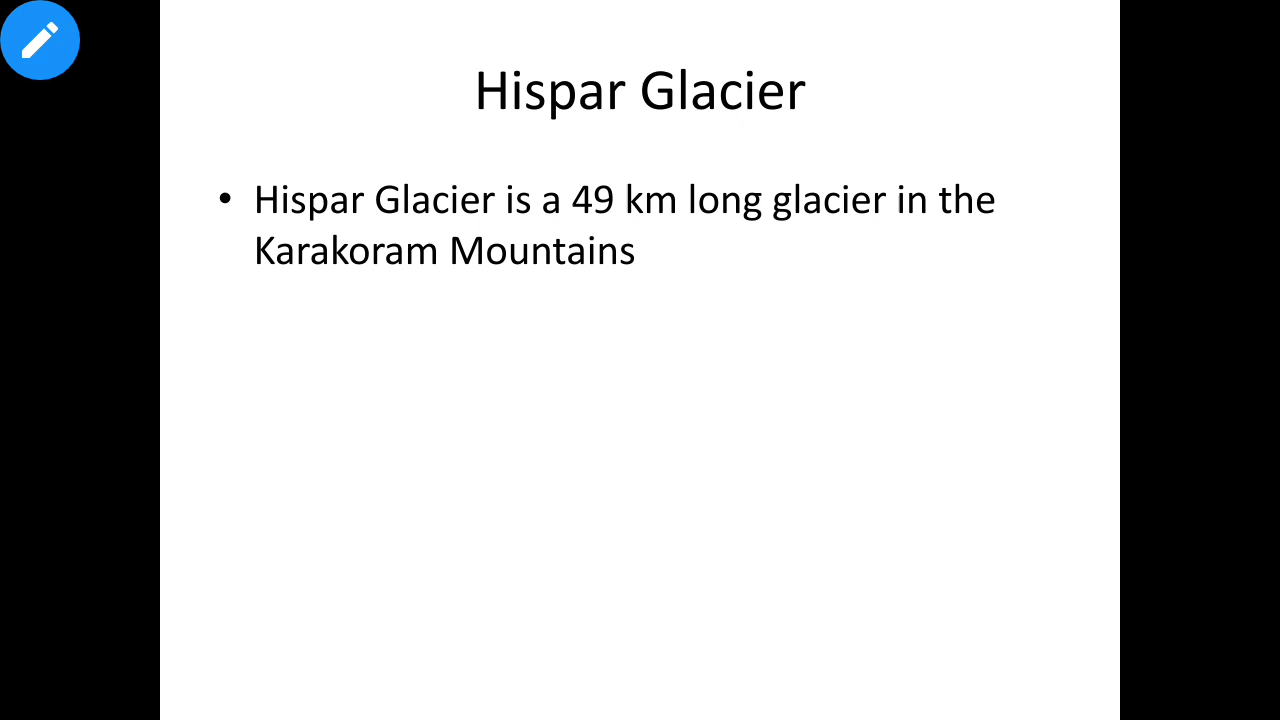 Hispar Glacier
• Hispar Glacier is a 49 km long glacier in the
Karakoram Mountains